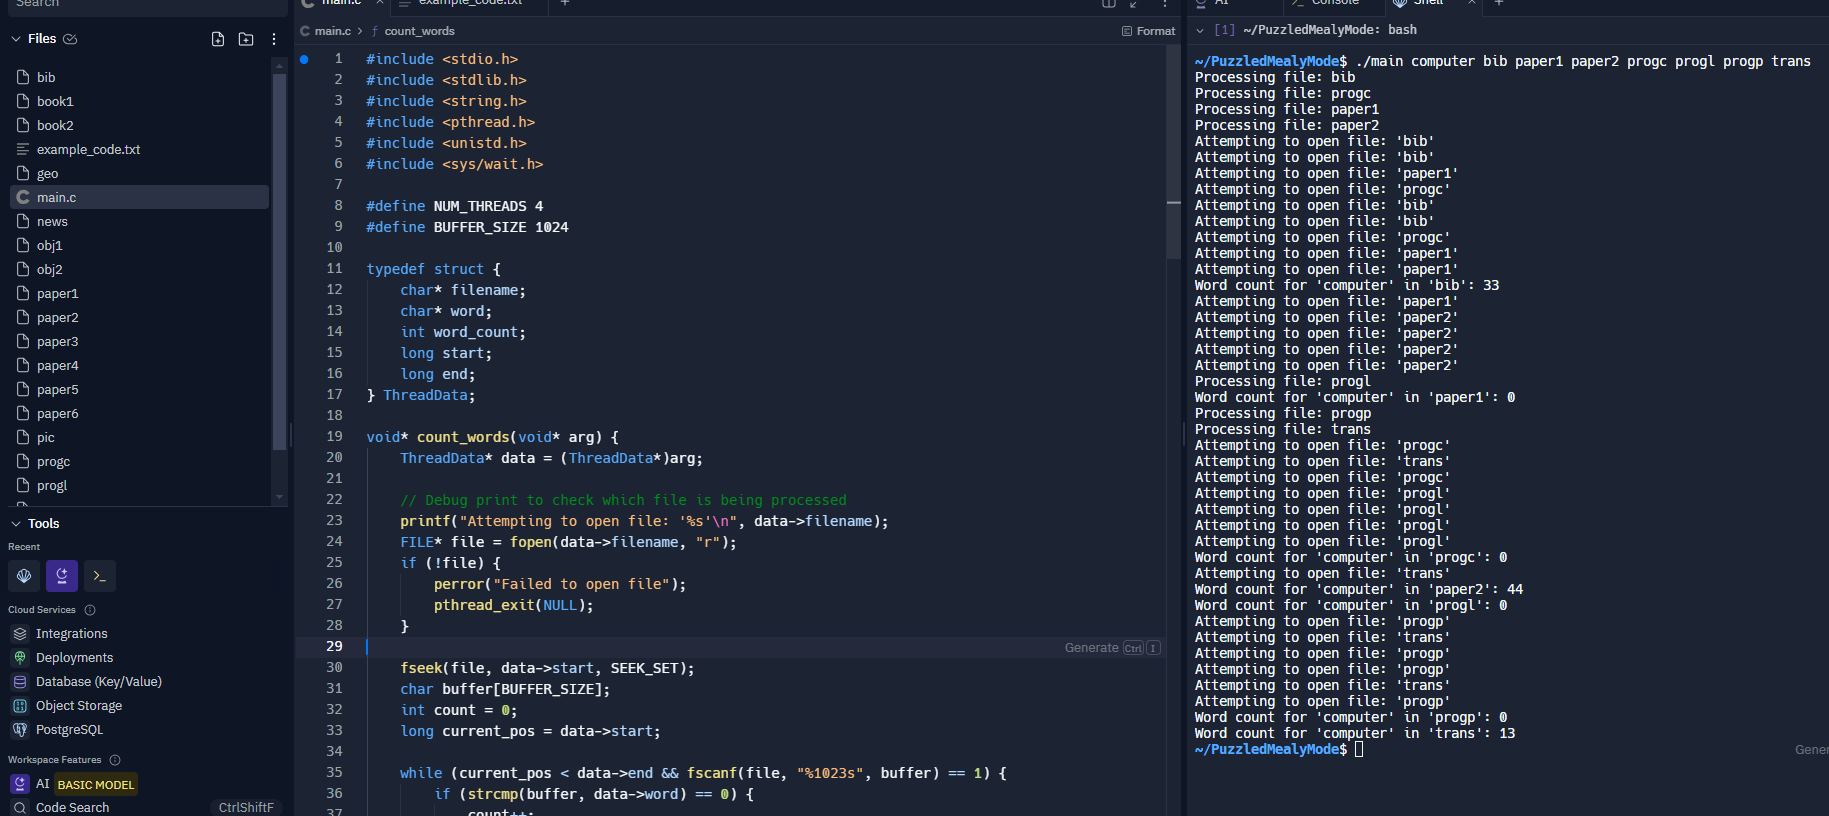 Search
Files
bib
book1
book2
example_code.txt
geo
main.c
news
obj1
obj2
paper1
paper2
paper3
paper4
paper5
paper6
pic
progc
progl
Tools
Recent
Cloud Services
Integrations
Deployments
Database (Key/Value)
Object Storage
PostgreSQL
Workspace Features
AI BASIC MODEL
Code Search CtrlShiftF
main.c × example_code.txt +
main.c > ƒ count_words Format
1 #include <stdio.h>
2 #include <stdlib.h>
3 #include <string.h>
4 #include <pthread.h>
5 #include <unistd.h>
6 #include <sys/wait.h>
7
8 #define NUM_THREADS 4
9 #define BUFFER_SIZE 1024
10
11 typedef struct {
12 char* filename;
13 char* word;
14 int word_count;
15 long start;
16 long end;
17 } ThreadData;
18
19 void* count_words(void* arg) {
20 ThreadData* data = (ThreadData*)arg;
21
22 // Debug print to check which file is being processed
23 printf("Attempting to open file: '%s'\n", data->filename);
24 FILE* file = fopen(data->filename, "r");
25 if (!file) {
26 perror("Failed to open file");
27 pthread_exit(NULL);
28 }
29 Generate Ctrl I
30 fseek(file, data->start, SEEK_SET);
31 char buffer[BUFFER_SIZE];
32 int count = 0;
33 long current_pos = data->start;
34
35 while (current_pos < data->end && fscanf(file, "%1023s", buffer) == 1) {
36 if (strcmp(buffer, data->word) == 0) {
37 count++;
AI Console Shell × +
[1] ~/PuzzledMealyMode: bash
~/PuzzledMealyMode$ ./main computer bib paper1 paper2 progc progl progp trans
Processing file: bib
Processing file: progc
Processing file: paper1
Processing file: paper2
Attempting to open file: 'bib'
Attempting to open file: 'bib'
Attempting to open file: 'paper1'
Attempting to open file: 'progc'
Attempting to open file: 'bib'
Attempting to open file: 'bib'
Attempting to open file: 'progc'
Attempting to open file: 'paper1'
Attempting to open file: 'paper1'
Word count for 'computer' in 'bib': 33
Attempting to open file: 'paper1'
Attempting to open file: 'paper2'
Attempting to open file: 'paper2'
Attempting to open file: 'paper2'
Attempting to open file: 'paper2'
Processing file: progl
Word count for 'computer' in 'paper1': 0
Processing file: progp
Processing file: trans
Attempting to open file: 'progc'
Attempting to open file: 'trans'
Attempting to open file: 'progc'
Attempting to open file: 'progl'
Attempting to open file: 'progl'
Attempting to open file: 'progl'
Attempting to open file: 'progl'
Word count for 'computer' in 'progc': 0
Attempting to open file: 'trans'
Word count for 'computer' in 'paper2': 44
Word count for 'computer' in 'progl': 0
Attempting to open file: 'progp'
Attempting to open file: 'trans'
Attempting to open file: 'progp'
Attempting to open file: 'progp'
Attempting to open file: 'trans'
Attempting to open file: 'progp'
Word count for 'computer' in 'progp': 0
Word count for 'computer' in 'trans': 13
~/PuzzledMealyMode$
Gener